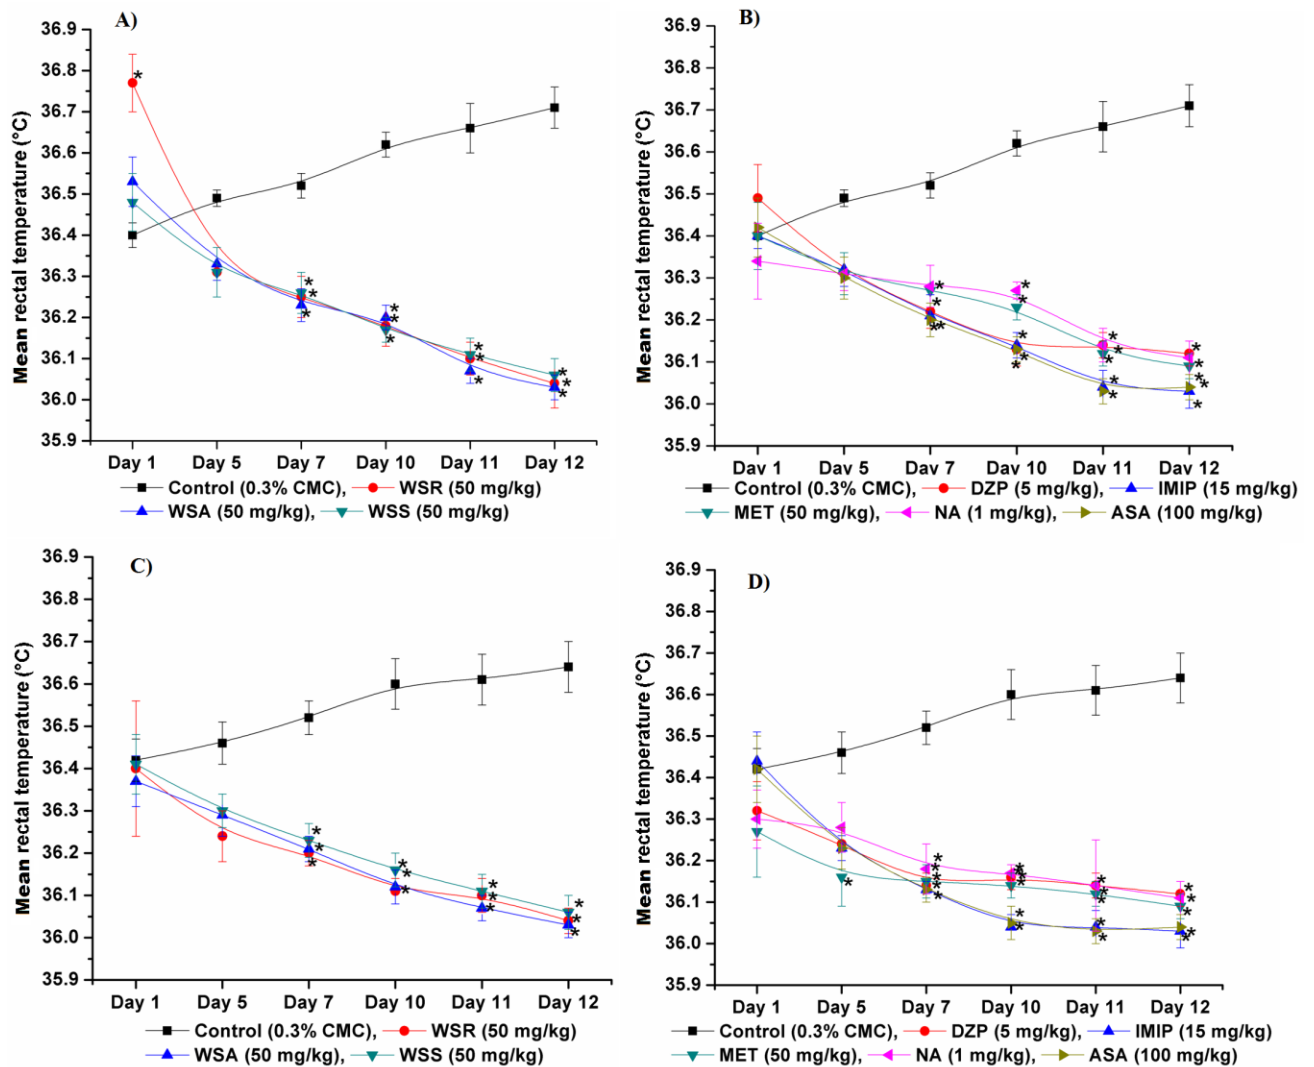 A)
Mean rectal temperature (°C)
36.9
36.8
36.7
36.6
36.5
36.4
36.3
36.2
36.1
36.0
35.9
Day 1 Day 5 Day 7 Day 10 Day 11 Day 12
Control (0.3% CMC), WSR (50 mg/kg)
WSA (50 mg/kg), WSS (50 mg/kg)
B)
Mean rectal temperature (°C)
36.9
36.8
36.7
36.6
36.5
36.4
36.3
36.2
36.1
36.0
35.9
Day 1 Day 5 Day 7 Day 10 Day 11 Day 12
Control (0.3% CMC), DZP (5 mg/kg), IMIP (15 mg/kg)
MET (50 mg/kg), NA (1 mg/kg), ASA (100 mg/kg)
C)
Mean rectal temperature (°C)
36.9
36.8
36.7
36.6
36.5
36.4
36.3
36.2
36.1
36.0
35.9
Day 1 Day 5 Day 7 Day 10 Day 11 Day 12
Control (0.3% CMC), WSR (50 mg/kg)
WSA (50 mg/kg), WSS (50 mg/kg)
D)
Mean rectal temperature (°C)
36.9
36.8
36.7
36.6
36.5
36.4
36.3
36.2
36.1
36.0
35.9
Day 1 Day 5 Day 7 Day 10 Day 11 Day 12
Control (0.3% CMC), DZP (5 mg/kg), IMIP (15 mg/kg)
MET (50 mg/kg), NA (1 mg/kg), ASA (100 mg/kg)